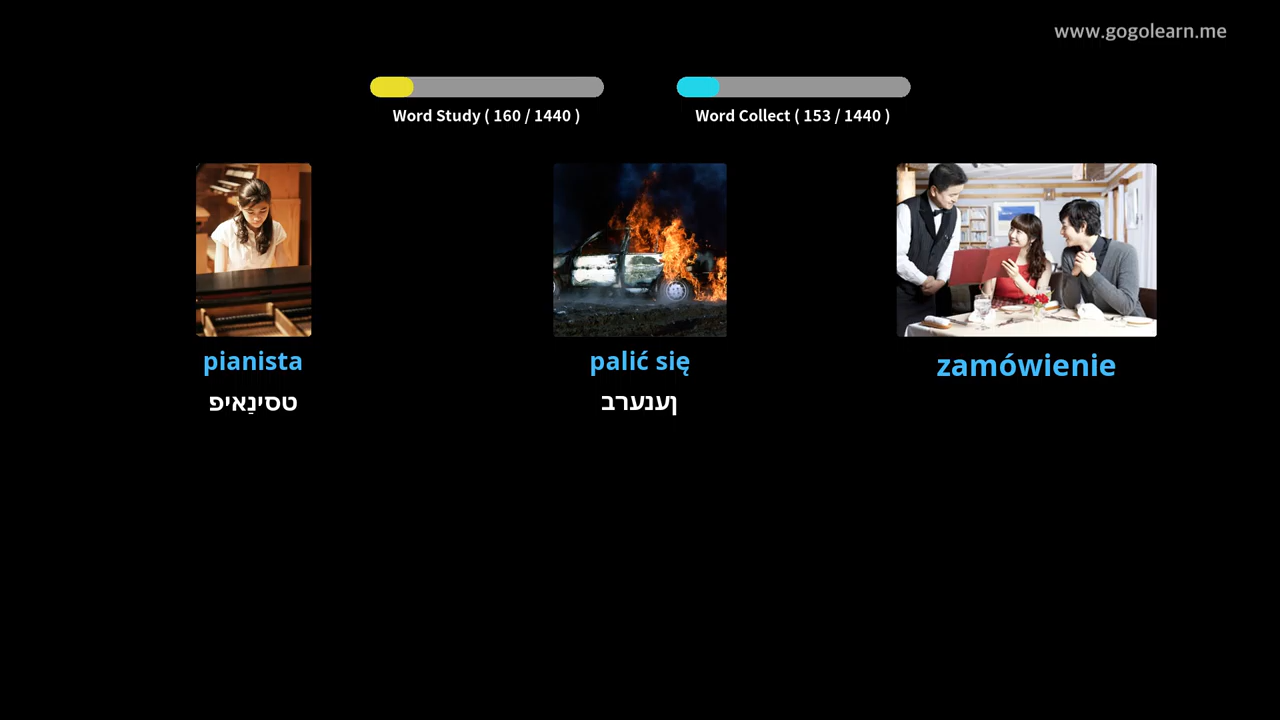 www.gogolearn.me
Word Study ( 160 / 1440 )
Word Collect ( 153 / 1440 )
pianista
טסינַאיפ
palić się
ןענערב
zamówienie